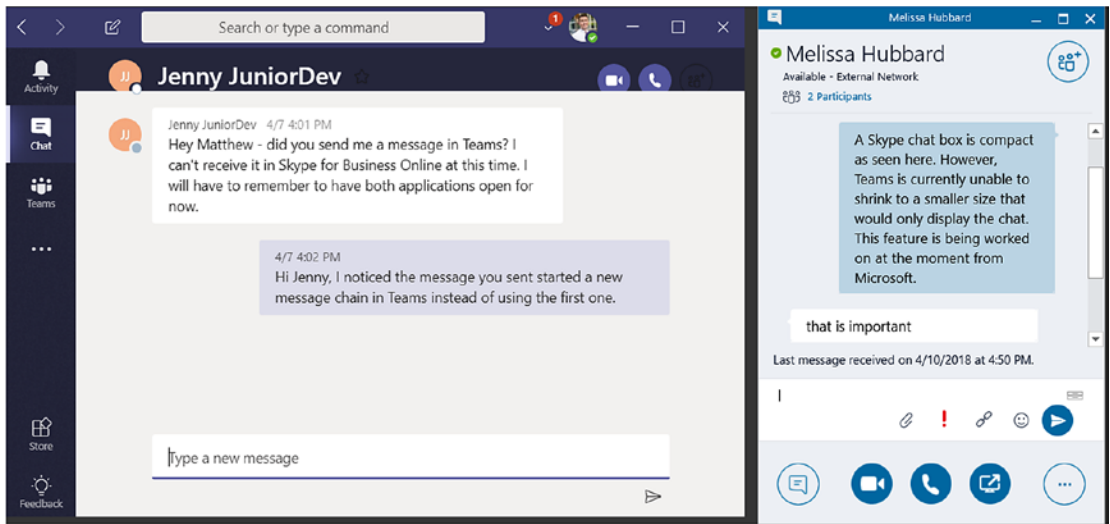 Search or type a command
1
Activity
Chat
Teams
Store
Feedback
JJ
Jenny JuniorDev
JJ
Jenny JuniorDev 4/7 4:01 PM
Hey Matthew - did you send me a message in Teams? I
can't receive it in Skype for Business Online at this time. I
will have to remember to have both applications open for
now.
4/7 4:02 PM
Hi Jenny, I noticed the message you sent started a new
message chain in Teams instead of using the first one.
Type a new message
Melissa Hubbard
Melissa Hubbard
Available - External Network
2 Participants
A Skype chat box is compact
as seen here. However,
Teams is currently unable to
shrink to a smaller size that
would only display the chat.
This feature is being worked
on at the moment from
Microsoft.
that is important
Last message received on 4/10/2018 at 4:50 PM.